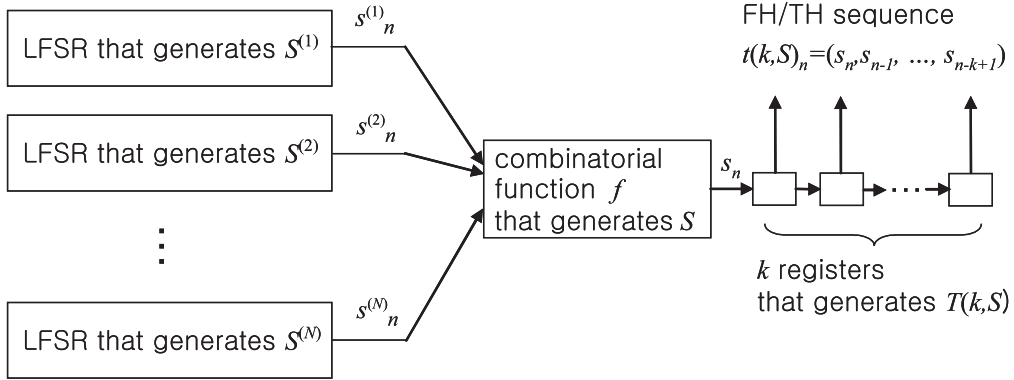 LFSR that generates S⁽¹⁾
s⁽¹⁾ₙ
LFSR that generates S⁽²⁾
s⁽²⁾ₙ
LFSR that generates S⁽ᴺ⁾
s⁽ᴺ⁾ₙ
combinatorial
function f
that generates S
sₙ
FH/TH sequence
t(k,S)ₙ=(sₙ,sₙ₋₁, ..., sₙ₋ₖ₊₁)
k registers
that generates T(k,S)